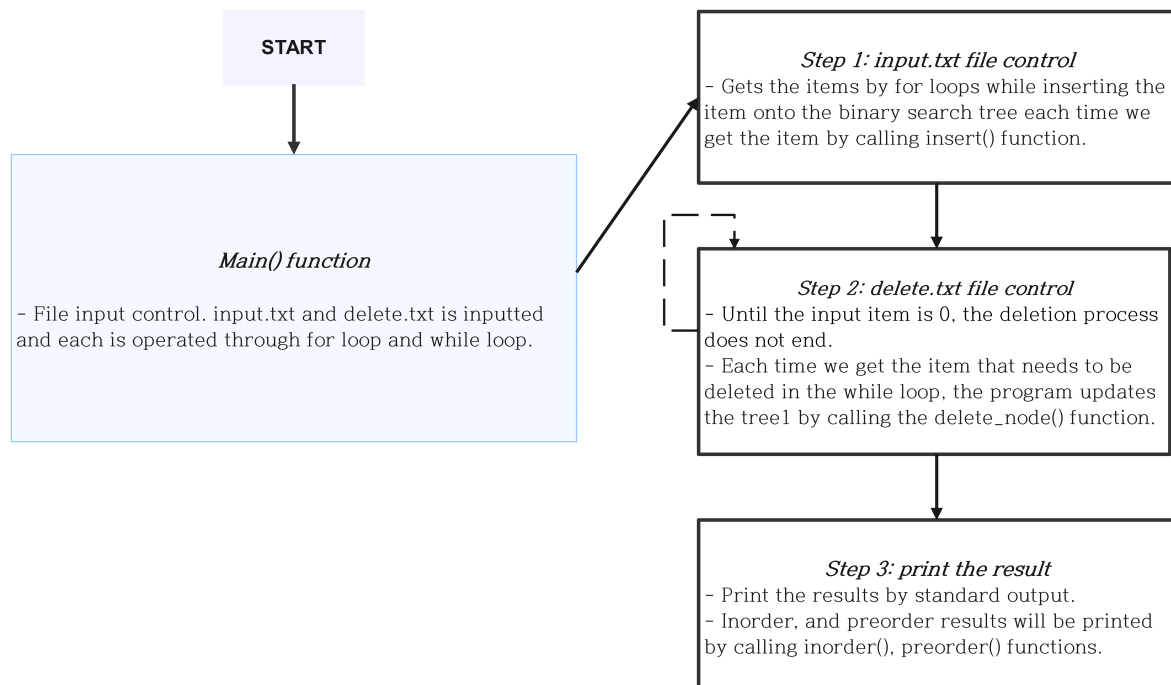 START
Main() function
- File input control. input.txt and delete.txt is inputted
and each is operated through for loop and while loop.
Step 1: input.txt file control
- Gets the items by for loops while inserting the
item onto the binary search tree each time we
get the item by calling insert() function.
Step 2: delete.txt file control
- Until the input item is 0, the deletion process
does not end.
- Each time we get the item that needs to be
deleted in the while loop, the program updates
the tree1 by calling the delete_node() function.
Step 3: print the result
- Print the results by standard output.
- Inorder, and preorder results will be printed
by calling inorder(), preorder() functions.